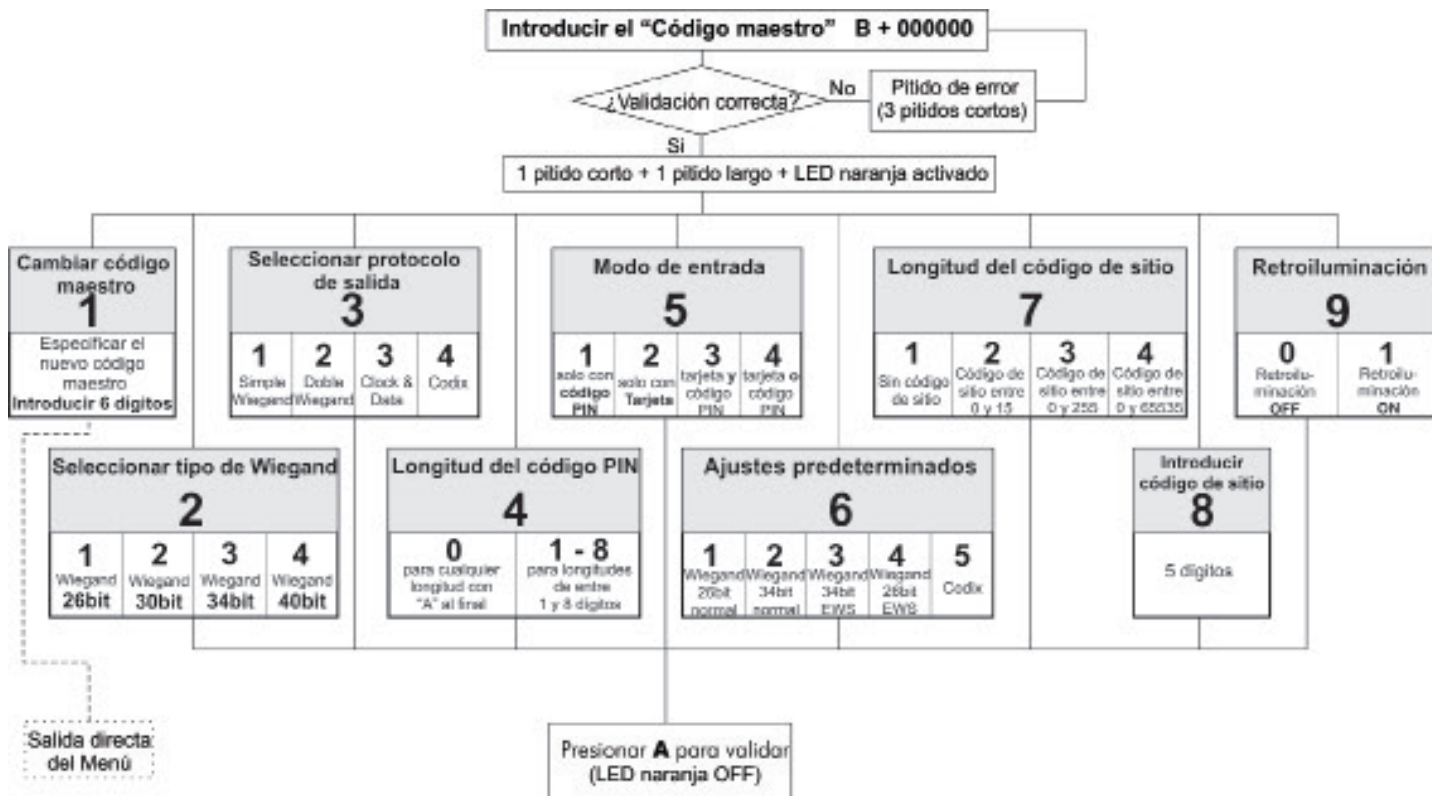 Introducir el “Código maestro” B + 000000
¿Validación correcta?
No
Pitido de error
(3 pitidos cortos)
Si
1 pitido corto + 1 pitido largo + LED naranja activado
Cambiar código
maestro
1
Especificar el
nuevo código
maestro
Introducir 6 dígitos
Seleccionar protocolo
de salida
3
1
Simple
Wiegand
2
Doble
Wiegand
3
Clock &
Data
4
Codix
Modo de entrada
5
1
solo con
código
PIN
2
solo con
Tarjeta
3
tarjeta y
código
PIN
4
tarjeta o
código
PIN
Longitud del código de sitio
7
1
Sin código
de sitio
2
Código de
sitio entre
0 y 15
3
Código de
sitio entre
0 y 255
4
Código de
sitio entre
0 y 65535
Retroiluminación
9
0
Retroilu-
minación
OFF
1
Retroilu-
minación
ON
Seleccionar tipo de Wiegand
2
1
Wiegand
26bit
2
Wiegand
30bit
3
Wiegand
34bit
4
Wiegand
40bit
Longitud del código PIN
4
0
para cualquier
longitud con
"A" al final
1 - 8
para longitudes
de entre
1 y 8 dígitos
Ajustes predeterminados
6
1
Wiegand
26bit
normal
2
Wiegand
34bit
normal
3
Wiegand
34bit
EWS
4
Wiegand
26bit
EWS
5
Codix
Introducir
código de sitio
8
5 dígitos
Salida directa
del Menú
Presionar A para validar
(LED naranja OFF)